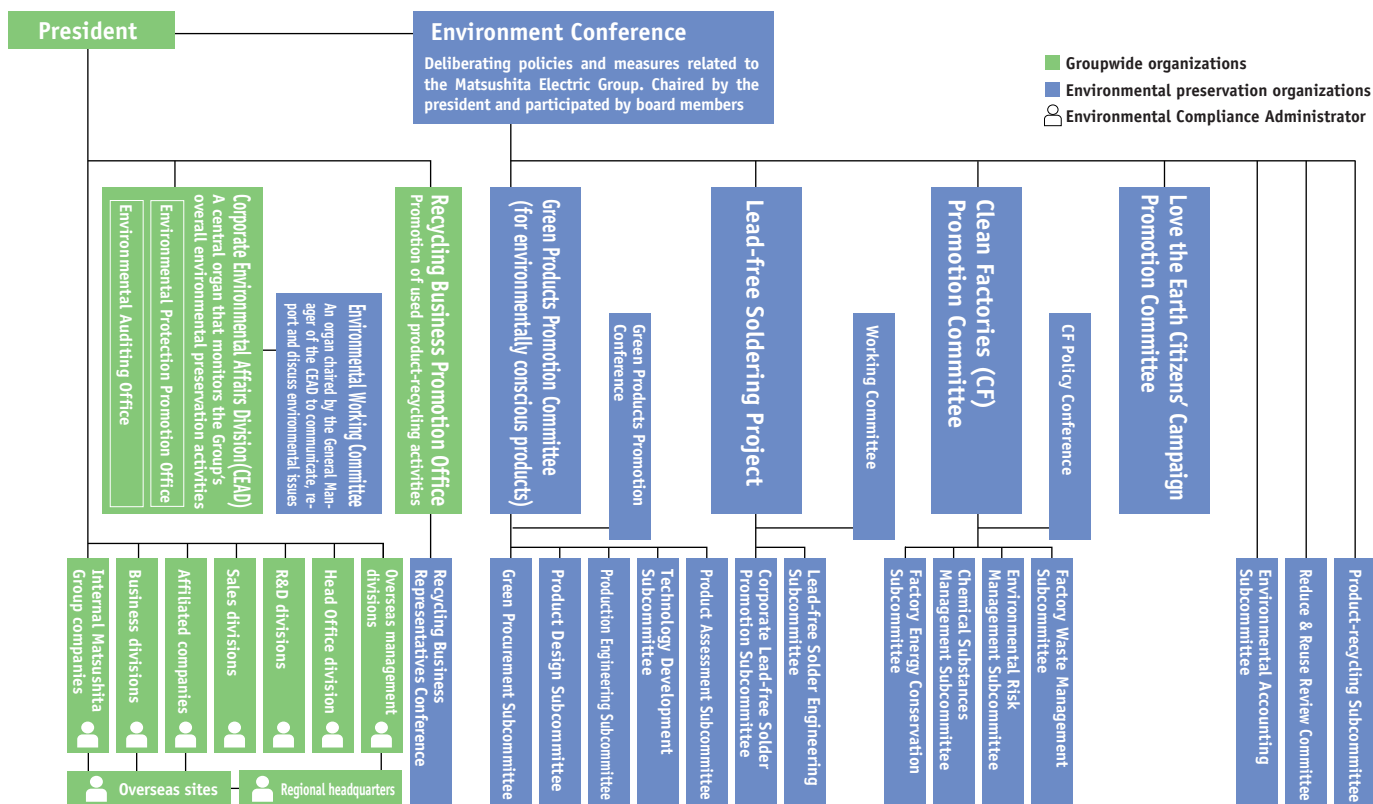 President
Environment Conference
Deliberating policies and measures related to
the Matsushita Electric Group. Chaired by the
president and participated by board members
Groupwide organizations
Environmental preservation organizations
Environmental Compliance Administrator
Corporate Environmental Affairs Division(CEAD)
A central organ that monitors the Group's
overall environmental preservation activities
Environmental Protection Promotion Office
Environmental Auditing Office
Environmental Working Committee
An organ chaired by the General Man-
ager of the CEAD to communicate, re-
port and discuss environmental issues
Recycling Business Promotion Office
Promotion of used product-recycling activities
Green Products Promotion Committee
(for environmentally conscious products)
Green Products Promotion
Conference
Lead-free Soldering Project
Working Committee
Clean Factories (CF)
Promotion Committee
CF Policy Conference
Love the Earth Citizens' Campaign
Promotion Committee
Internal Matsushita
Group companies
Business divisions
Affiliated companies
Sales divisions
R&D divisions
Head Office division
Overseas management
divisions
Recycling Business
Representatives Conference
Green Procurement Subcommittee
Product Design Subcommittee
Production Engineering Subcommittee
Technology Development
Subcommittee
Product Assessment Subcommittee
Corporate Lead-free Solder
Promotion Subcommittee
Lead-free Solder Engineering
Subcommittee
Factory Energy Conservation
Subcommittee
Chemical Substances
Management Subcommittee
Environmental Risk
Management Subcommittee
Factory Waste Management
Subcommittee
Environmental Accounting
Subcommittee
Reduce & Reuse Review Committee
Product-recycling Subcommittee
Overseas sites
Regional headquarters